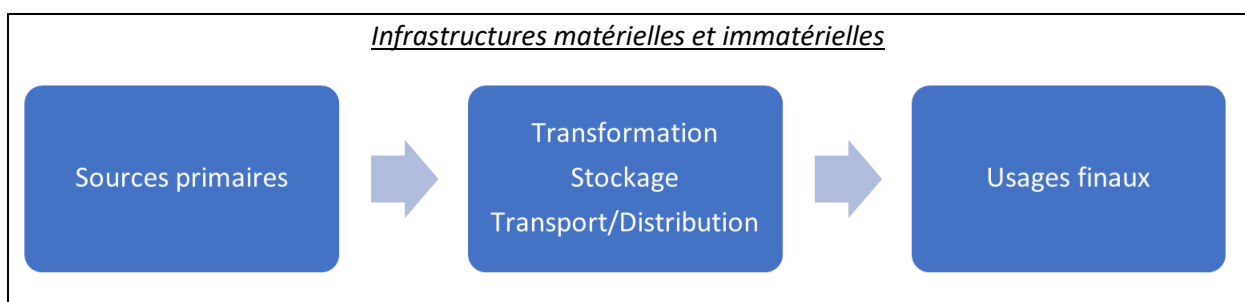 Infrastructures matérielles et immatérielles
Sources primaires
Transformation
Stockage
Transport/Distribution
Usages finaux